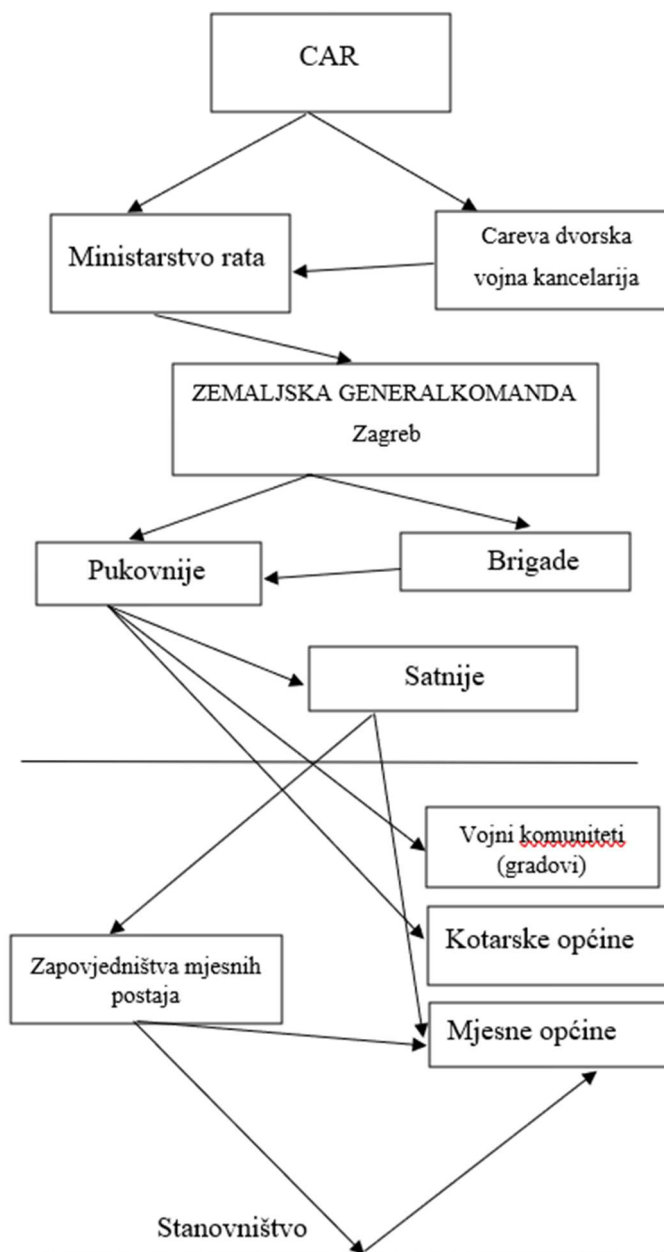 CAR
Ministarstvo rata
Careva dvorska
vojna kancelarija
ZEMALJSKA GENERALKOMANDA
Zagreb
Pukovnije
Brigade
Satnije
Vojni komuniteti
(gradovi)
Kotarske općine
Zapovjedništva mjesnih
postaja
Mjesne općine
Stanovništvo